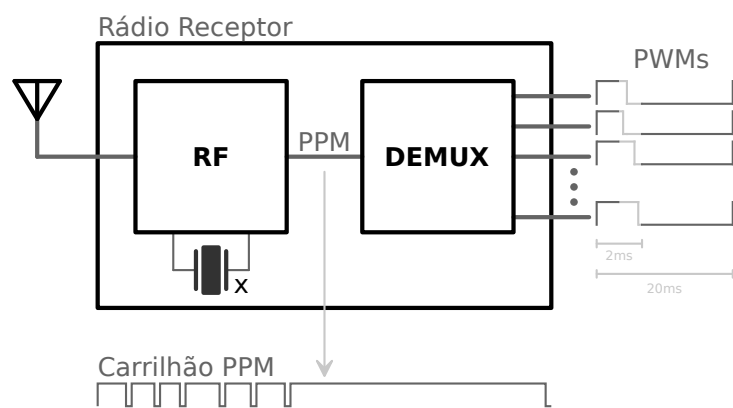 Rádio Receptor
PWMs
RF
PPM
DEMUX
x
2ms
20ms
Carrilhão PPM